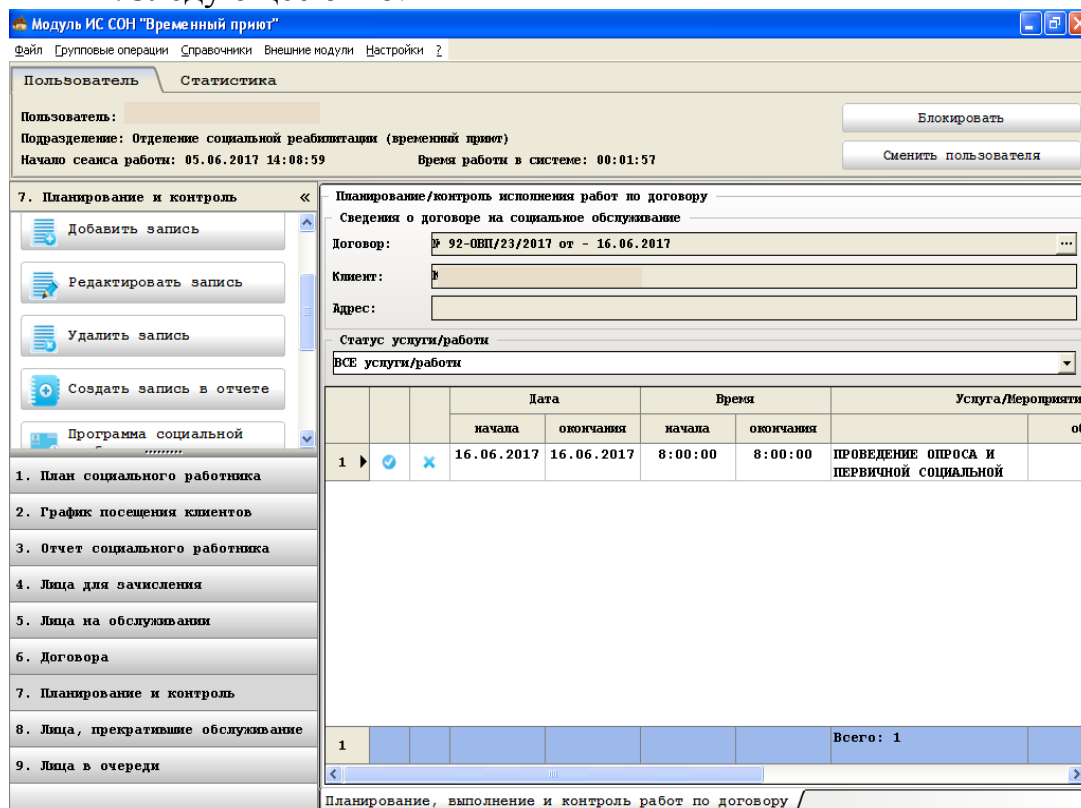 Модуль ИС СОН "Временный приют"
Файл Групповые операции Справочники Внешние модули Настройки ?
Пользователь Статистика
Пользователь:
Подразделение: Отделение социальной реабилитации (временный приют)
Начало сеанса работы: 05.06.2017 14:08:59 Время работы в системе: 00:01:57
Блокировать
Сменить пользователя
7. Планирование и контроль «
Добавить запись
Редактировать запись
Удалить запись
Создать запись в отчете
Программа социальной
1. План социального работника
2. График посещения клиентов
3. Отчет социального работника
4. Лица для зачисления
5. Лица на обслуживании
6. Договора
7. Планирование и контроль
8. Лица, прекратившие обслуживание
9. Лица в очереди
Планирование/контроль исполнения работ по договору
Сведения о договоре на социальное обслуживание
Договор: № 92-ОВП/23/2017 от - 16.06.2017 ...
Клиент:
Адрес:
Статус услуги/работы
ВСЕ услуги/работы
Дата Время Услуга/Мероприяти
начала окончания начала окончания об
1 16.06.2017 16.06.2017 8:00:00 8:00:00 ПРОВЕДЕНИЕ ОПРОСА И
ПЕРВИЧНОЙ СОЦИАЛЬНОЙ
1 Всего: 1
Планирование, выполнение и контроль работ по договору